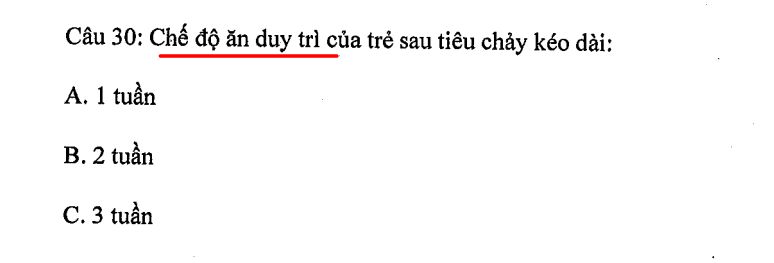 Câu 30: Chế độ ăn duy trì của trẻ sau tiêu chảy kéo dài:
A. 1 tuần
B. 2 tuần
C. 3 tuần